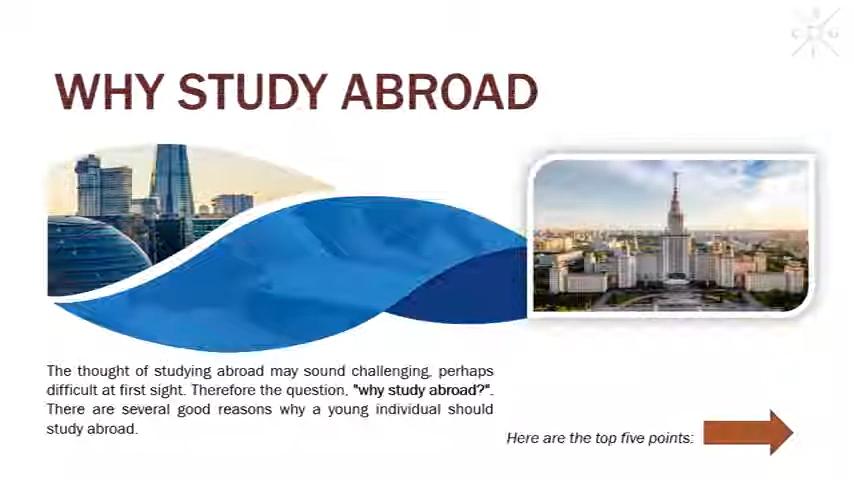 WHY STUDY ABROAD
The thought of studying abroad may sound challenging, perhaps
difficult at first sight. Therefore the question, "why study abroad?".
There are several good reasons why a young individual should
study abroad.
Here are the top five points: